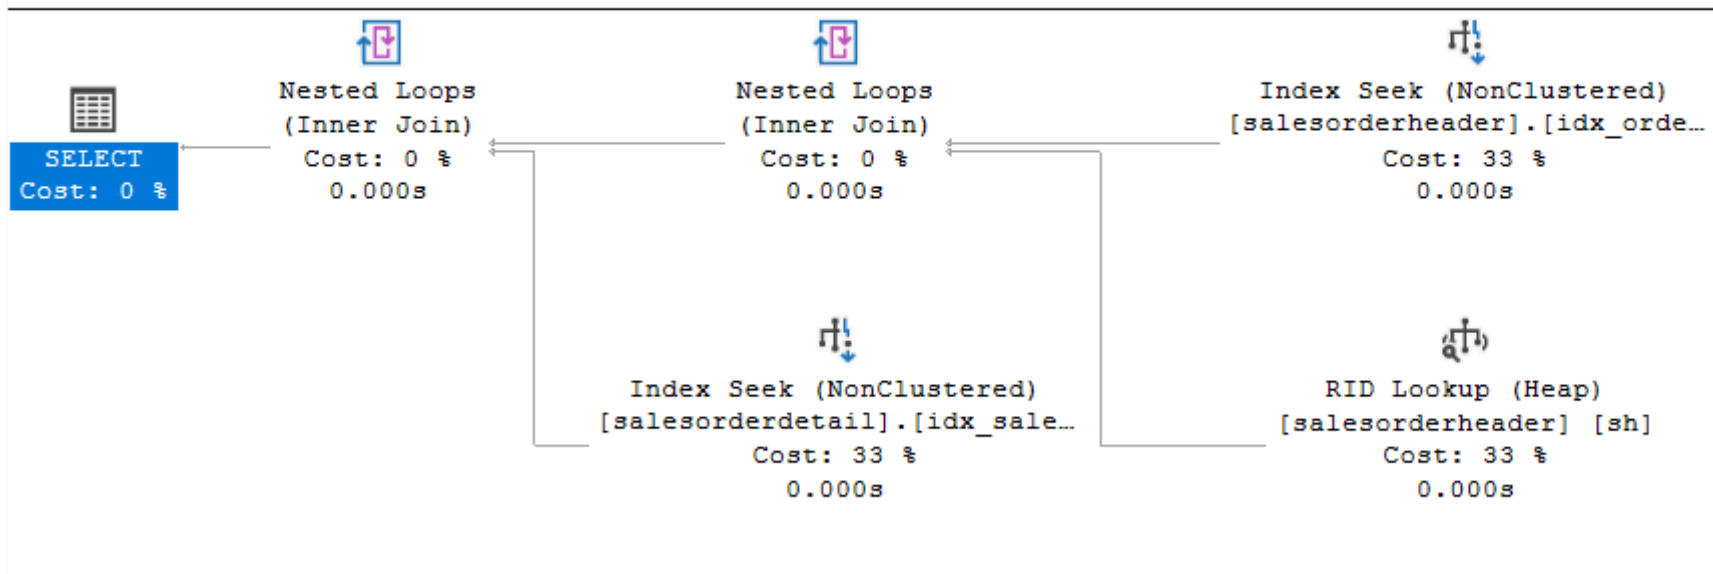 SELECT
Cost: 0 %
Nested Loops
(Inner Join)
Cost: 0 %
0.000s
Nested Loops
(Inner Join)
Cost: 0 %
0.000s
Index Seek (NonClustered)
[salesorderheader].[idx_orde…
Cost: 33 %
0.000s
Index Seek (NonClustered)
[salesorderdetail].[idx_sale…
Cost: 33 %
0.000s
RID Lookup (Heap)
[salesorderheader] [sh]
Cost: 33 %
0.000s